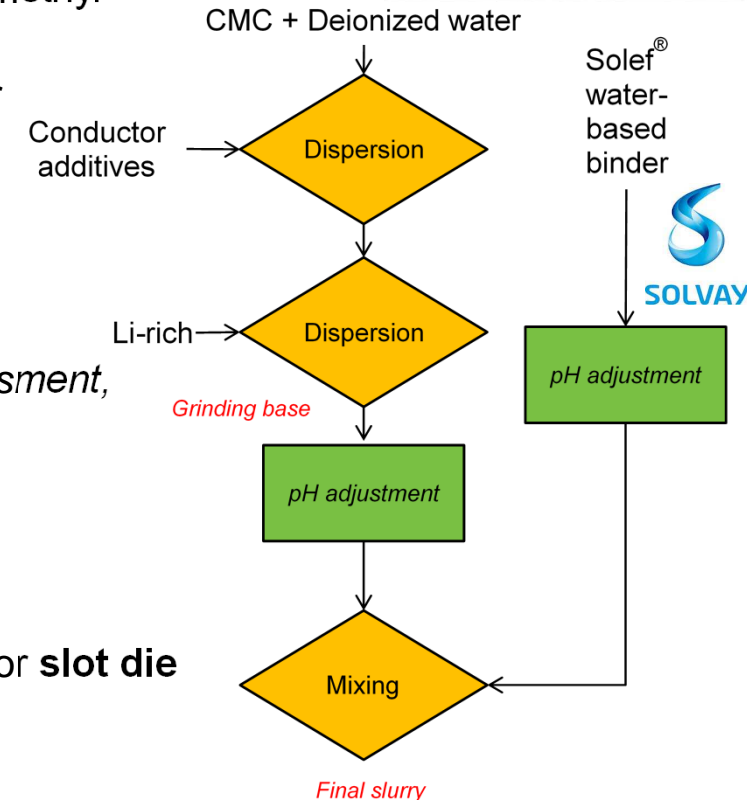 CMC + Deionized water
Solef®
water-
based
binder
Conductor
additives
Dispersion
SOLVAY
Li-rich
Dispersion
sment,
Grinding base
pH adjustment
pH adjustment
or slot die
Mixing
Final slurry